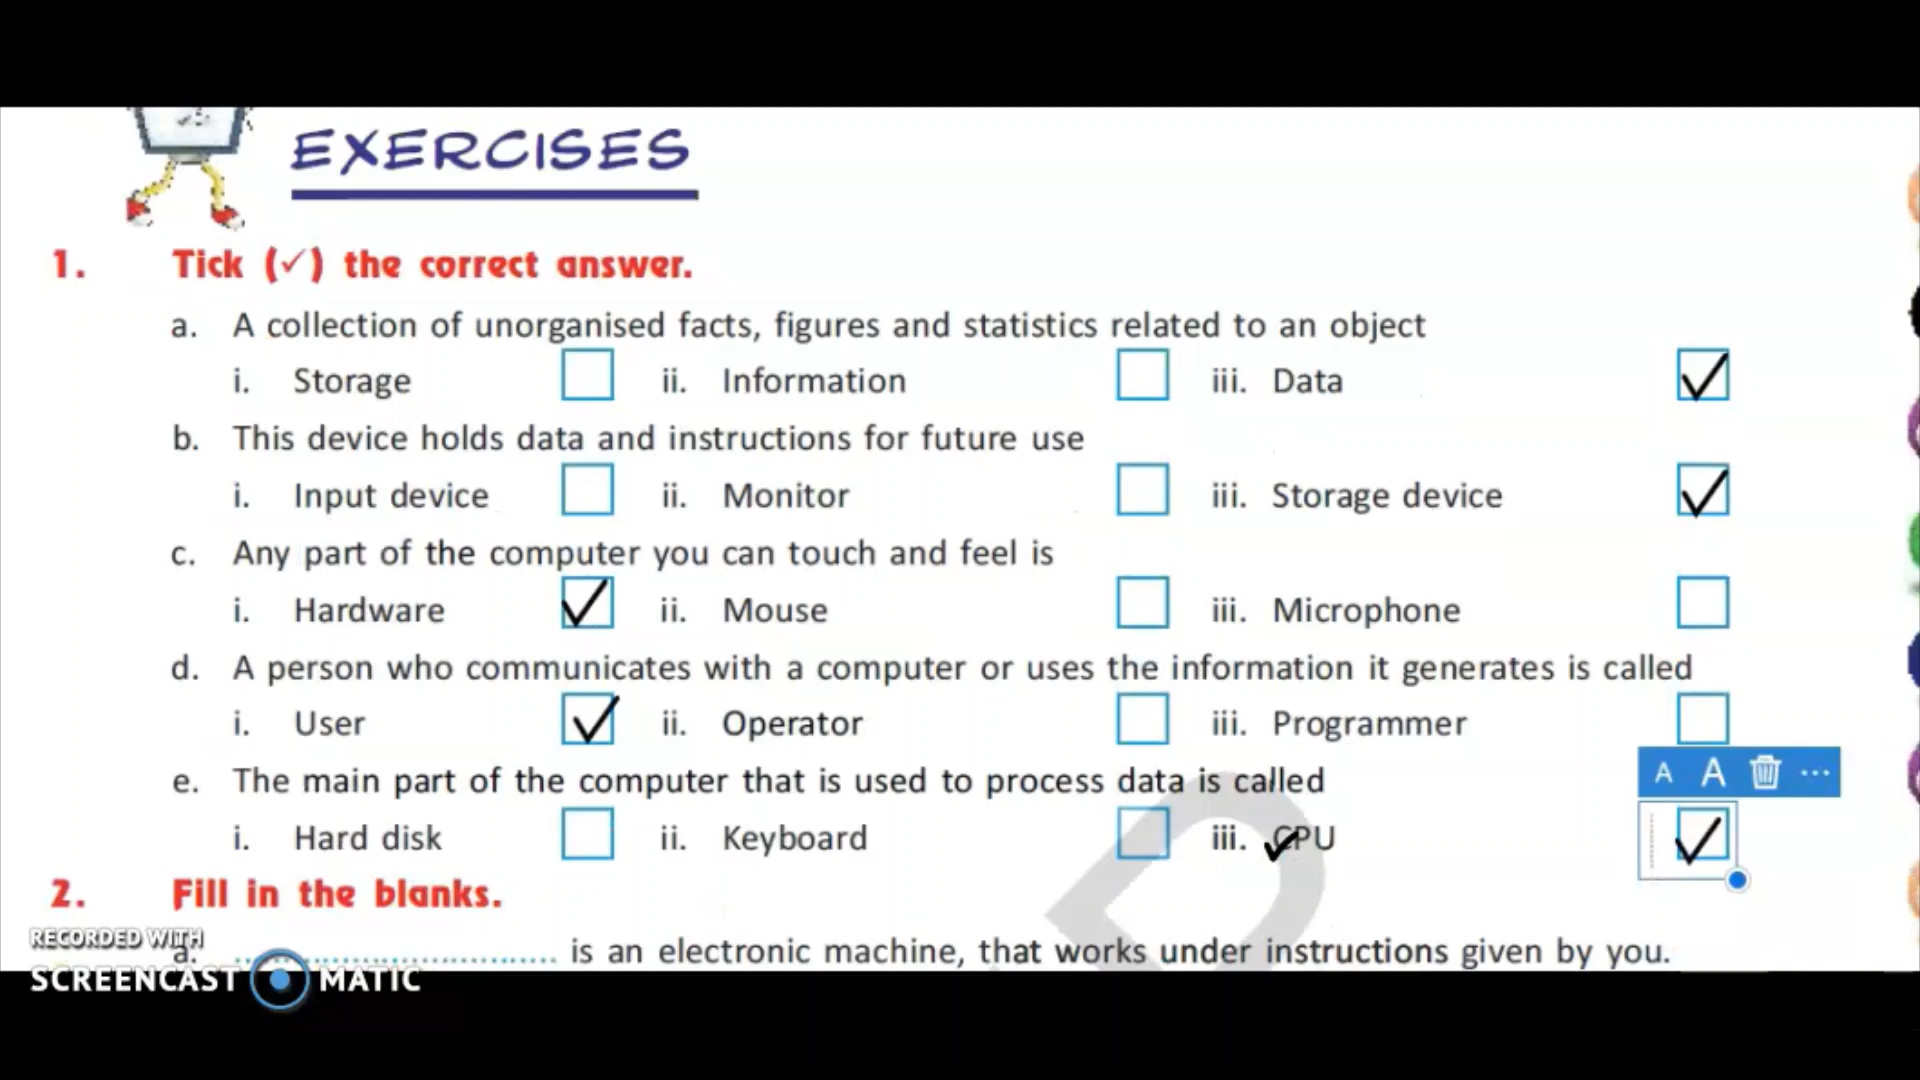 EXERCISES
1. Tick (✓) the correct answer.
a. A collection of unorganised facts, figures and statistics related to an object
i. Storage ii. Information iii. Data ✓
b. This device holds data and instructions for future use
i. Input device ii. Monitor iii. Storage device ✓
c. Any part of the computer you can touch and feel is
i. Hardware ✓ ii. Mouse iii. Microphone
d. A person who communicates with a computer or uses the information it generates is called
i. User ✓ ii. Operator iii. Programmer
A A ...
e. The main part of the computer that is used to process data is called
i. Hard disk ii. Keyboard iii. CPU ✓
2. Fill in the blanks.
RECORDED WITH
a. .............................. is an electronic machine, that works under instructions given by you.
SCREENCAST MATIC